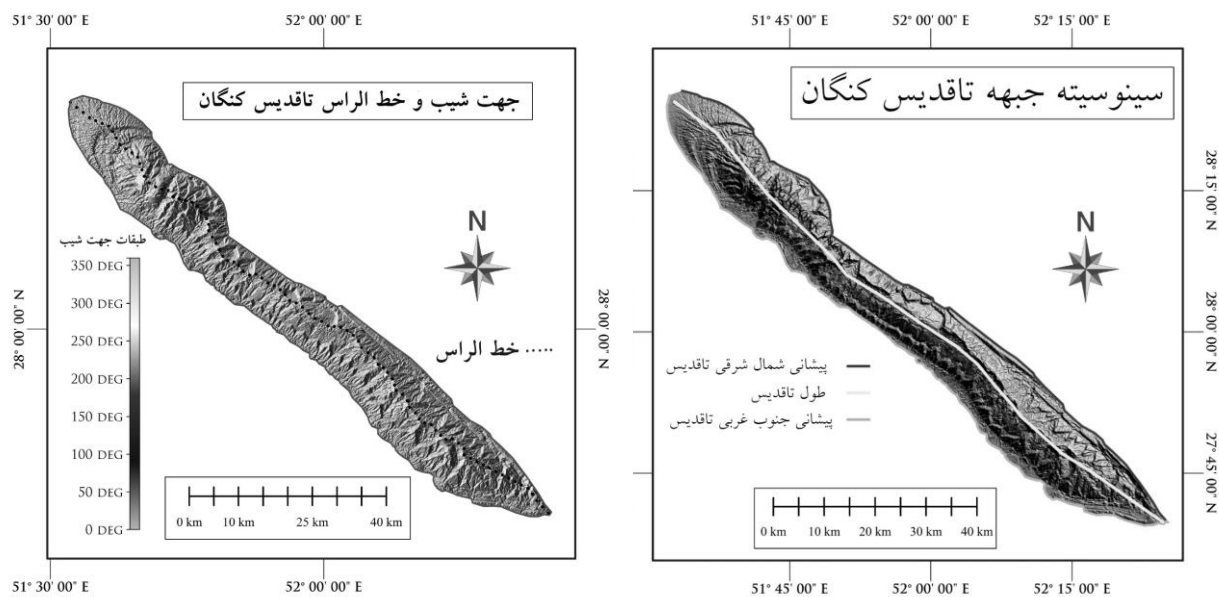 51° 30' 00" E
52° 00' 00" E
جهت شیب و خط الراس تاقدیس کنگان
N
طبقات جهت شیب
350 DEG
300 DEG
250 DEG
200 DEG
150 DEG
100 DEG
50 DEG
0 DEG
خط الراس
28° 00' 00" N
28° 00' 00" N
0 km
10 km
25 km
40 km
51° 30' 00" E
52° 00' 00" E
51° 45' 00" E
52° 00' 00" E
52° 15' 00" E
سینوسیته جبهه تاقدیس کنگان
N
28° 15' 00" N
28° 00' 00" N
27° 45' 00" N
پیشانی شمال شرقی تاقدیس
طول تاقدیس
پیشانی جنوب غربی تاقدیس
0 km
10 km
20 km
30 km
40 km
51° 45' 00" E
52° 00' 00" E
52° 15' 00" E